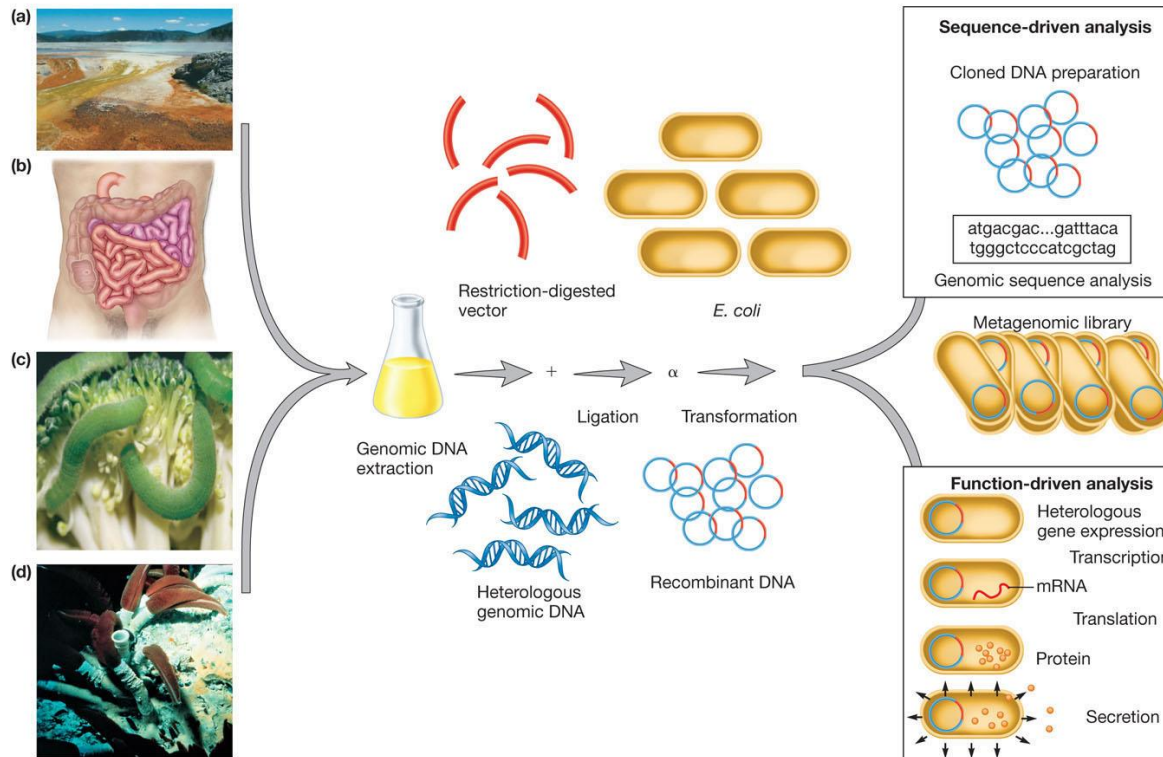 (a)
(b)
(c)
(d)
Restriction-digested
vector
E. coli
Genomic DNA
extraction
+
Ligation
α
Transformation
Heterologous
genomic DNA
Recombinant DNA
Sequence-driven analysis
Cloned DNA preparation
atgacgac...gatttaca
tgggctcccatcgctag
Genomic sequence analysis
Metagenomic library
Function-driven analysis
Heterologous
gene expression
Transcription
mRNA
Translation
Protein
Secretion